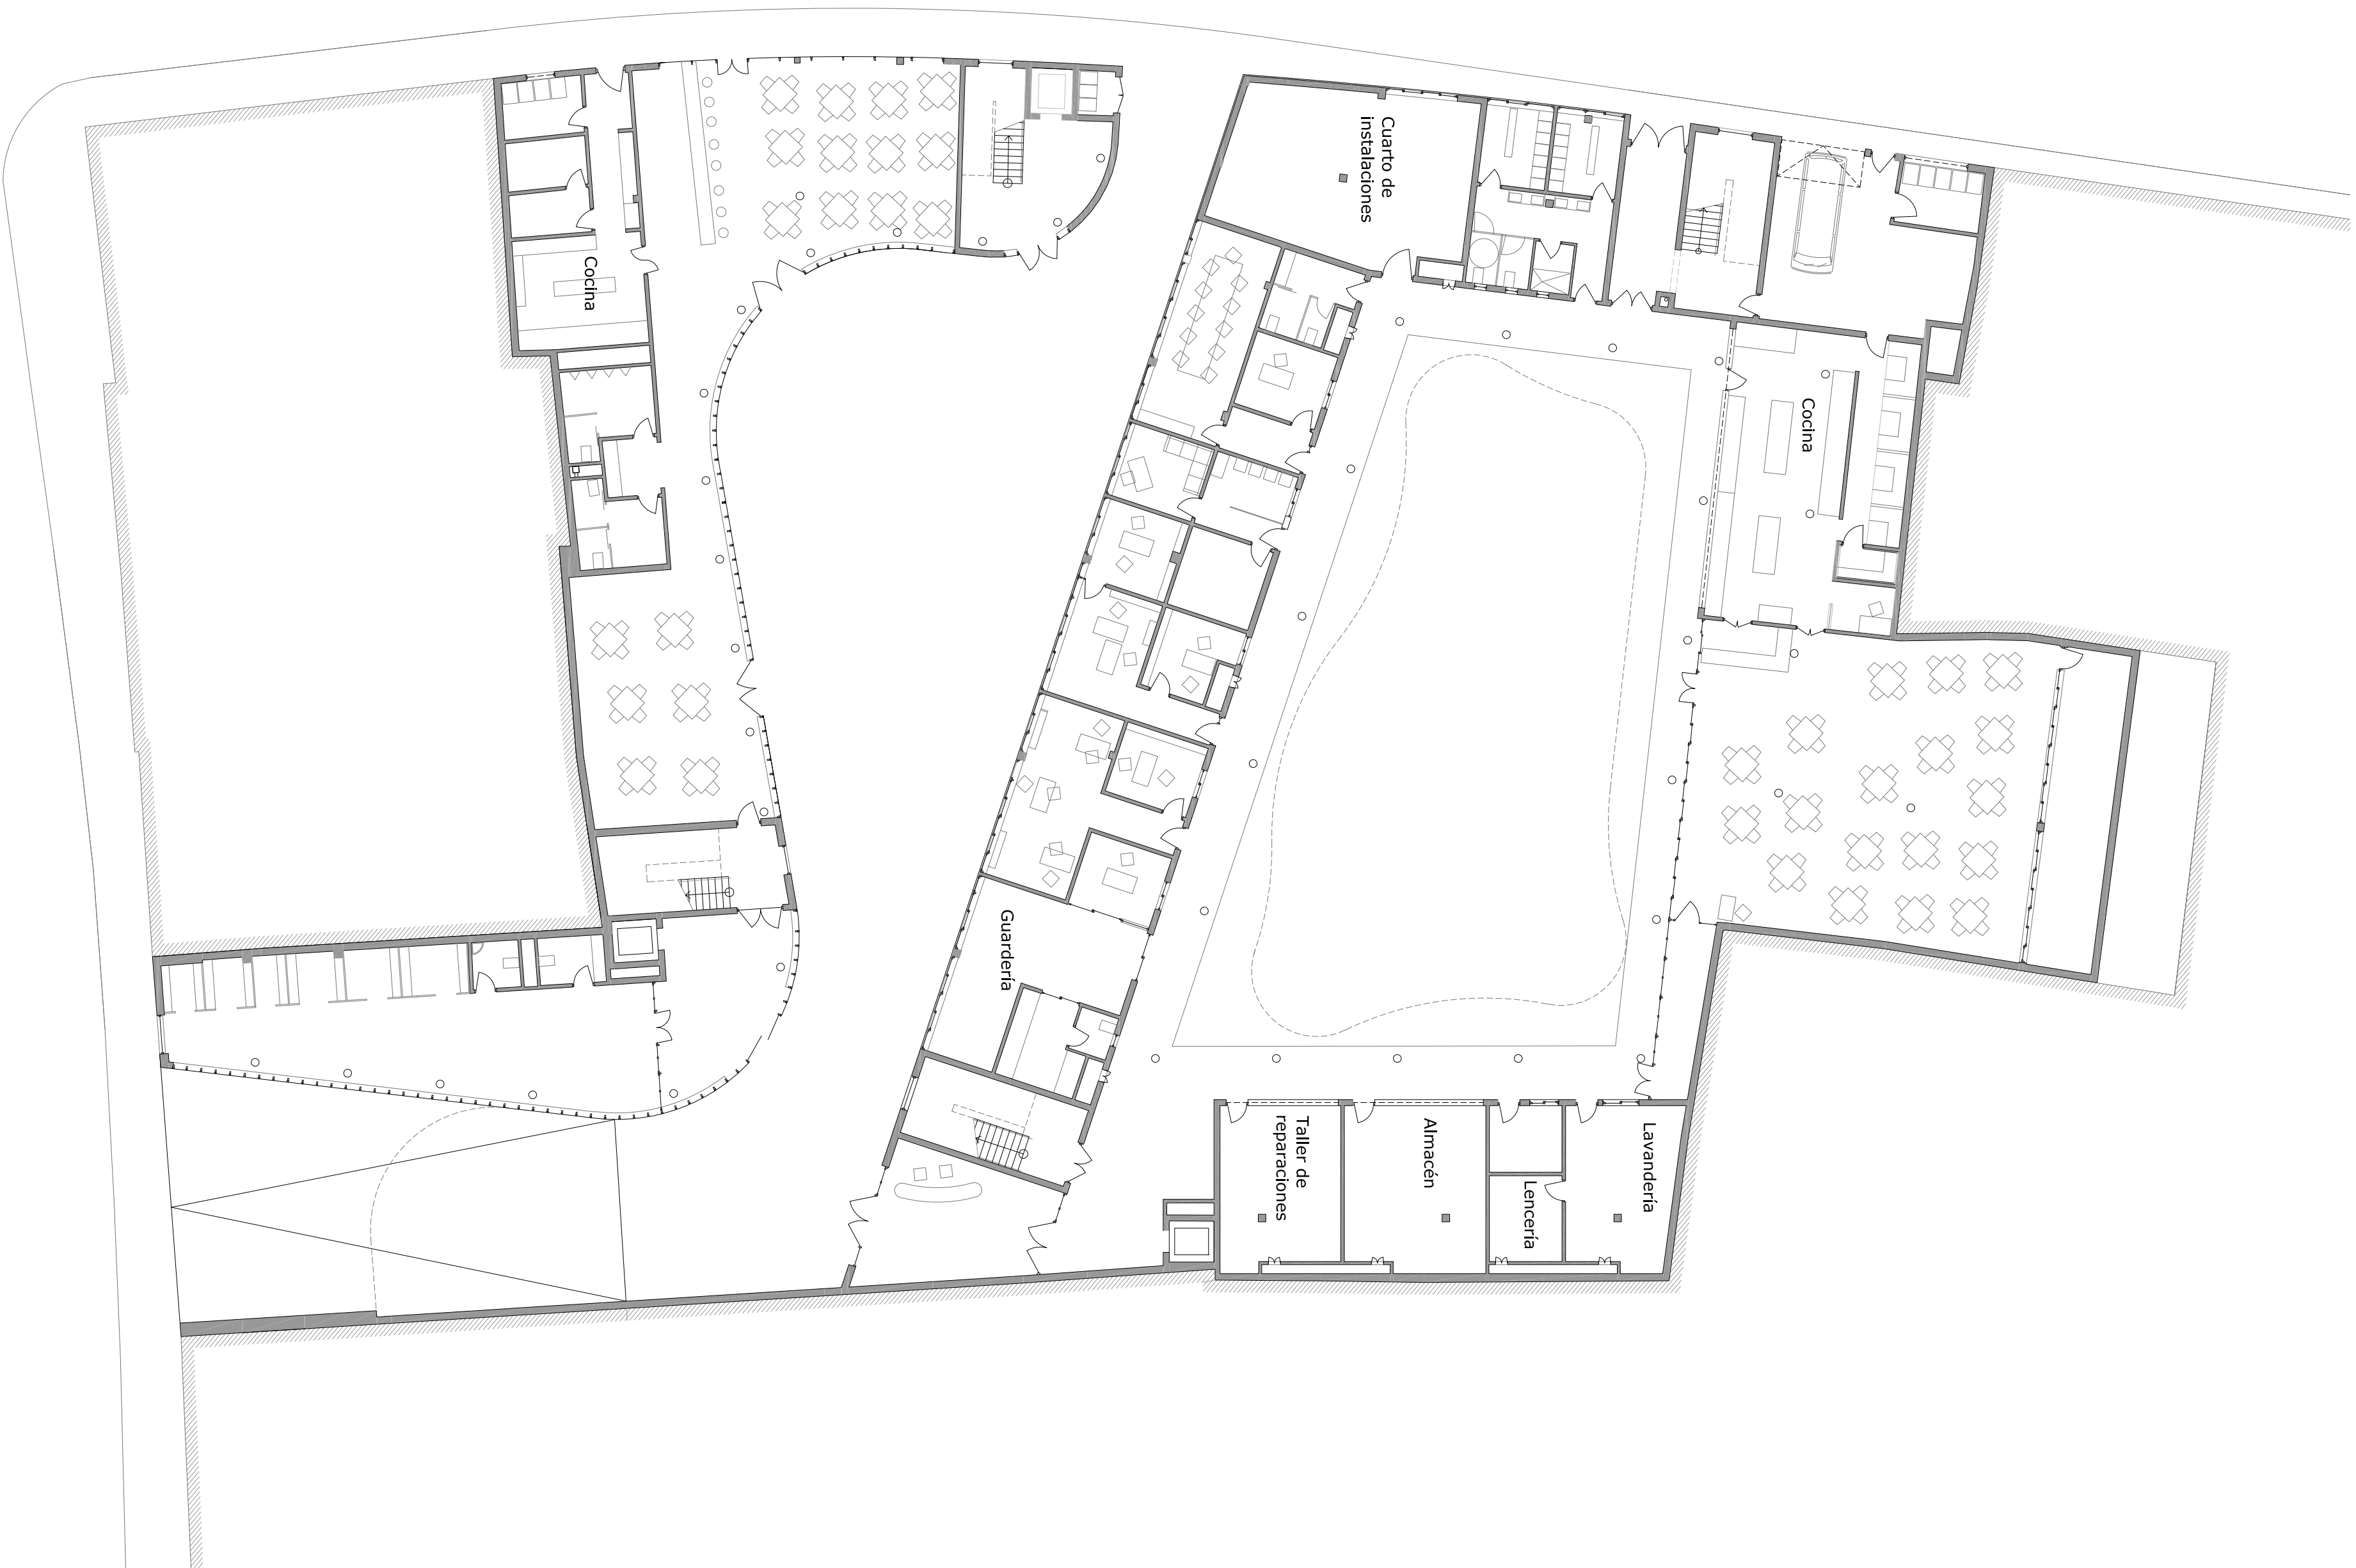 Cuarto de
instalaciones
Cocina
Cocina
Guardería
Taller de
reparaciones
Almacén
Lencería
Lavandería